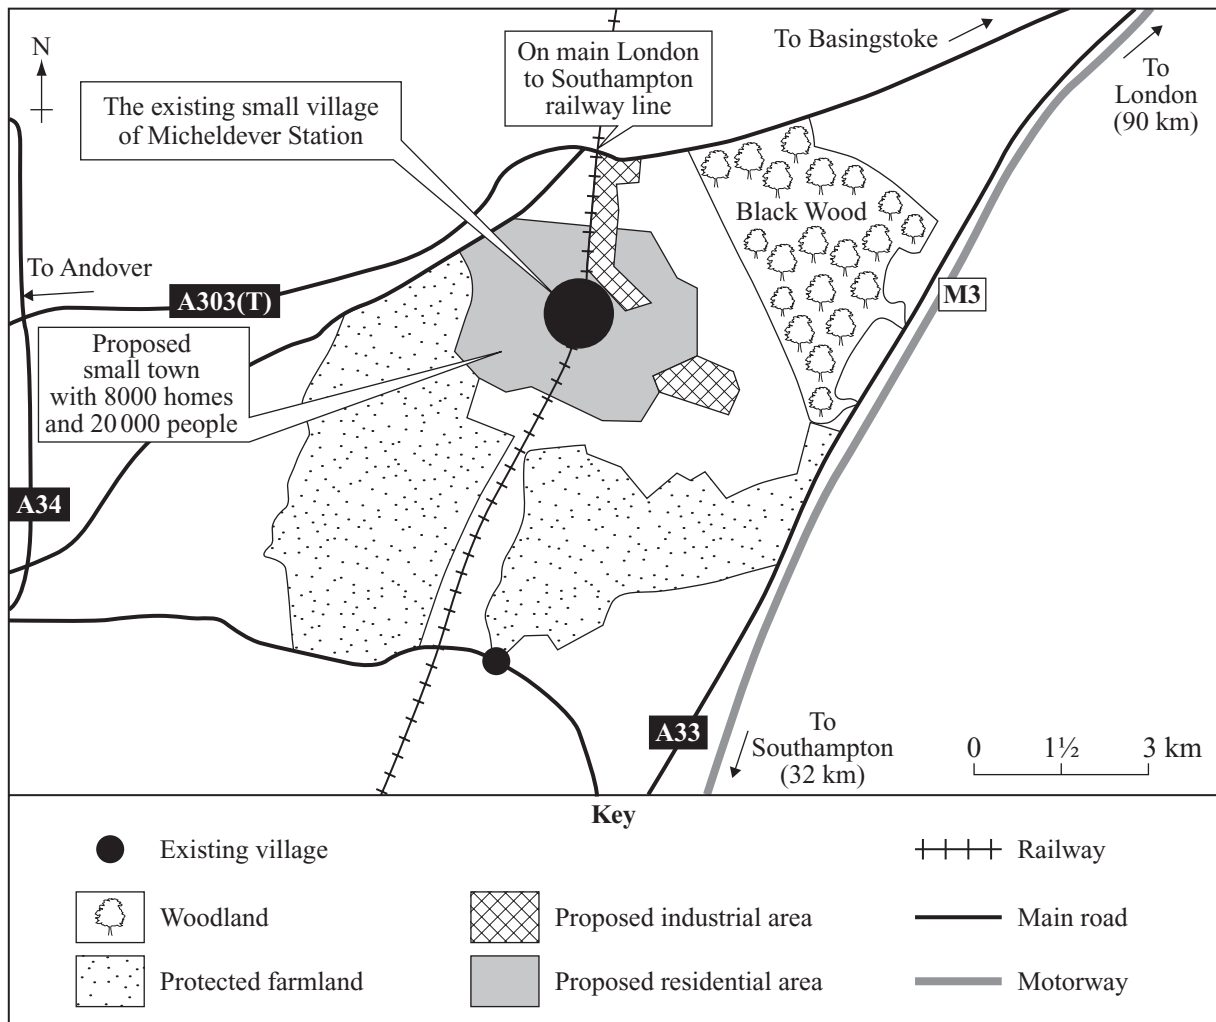 N
The existing small village
of Micheldever Station
On main London
to Southampton
railway line
To Basingstoke
To
London
(90 km)
Black Wood
To Andover
A303(T)
M3
Proposed
small town
with 8000 homes
and 20 000 people
A34
A33
To
Southampton
(32 km)
0 1½ 3 km
Key
Existing village
Railway
Woodland
Proposed industrial area
Main road
Protected farmland
Proposed residential area
Motorway